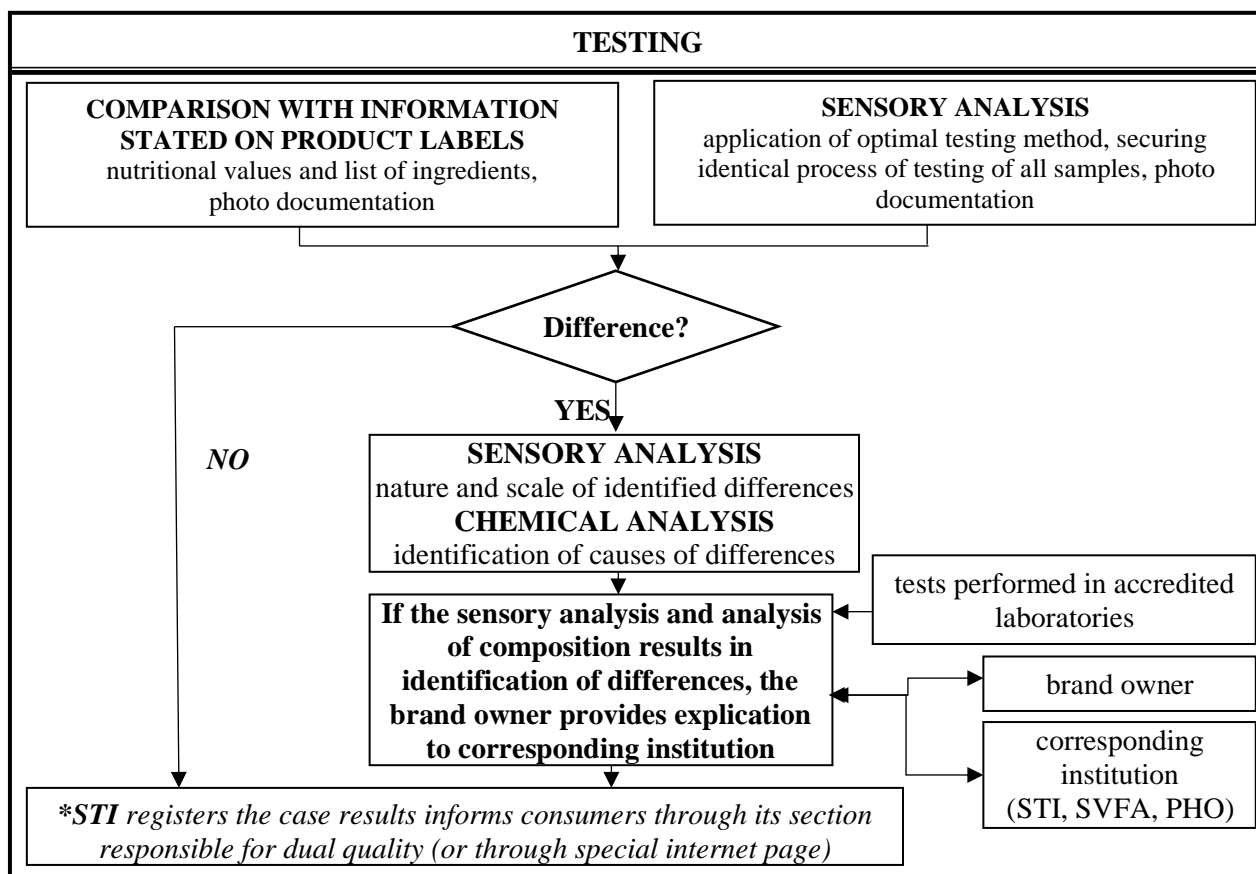 TESTING
COMPARISON WITH INFORMATION
STATED ON PRODUCT LABELS
nutritional values and list of ingredients,
photo documentation
SENSORY ANALYSIS
application of optimal testing method, securing
identical process of testing of all samples, photo
documentation
Difference?
YES
NO
SENSORY ANALYSIS
nature and scale of identified differences
CHEMICAL ANALYSIS
identification of causes of differences
tests performed in accredited
laboratories
If the sensory analysis and analysis
of composition results in
identification of differences, the
brand owner provides explication
to corresponding institution
brand owner
corresponding
institution
(STI, SVFA, PHO)
*STI registers the case results informs consumers through its section
responsible for dual quality (or through special internet page)